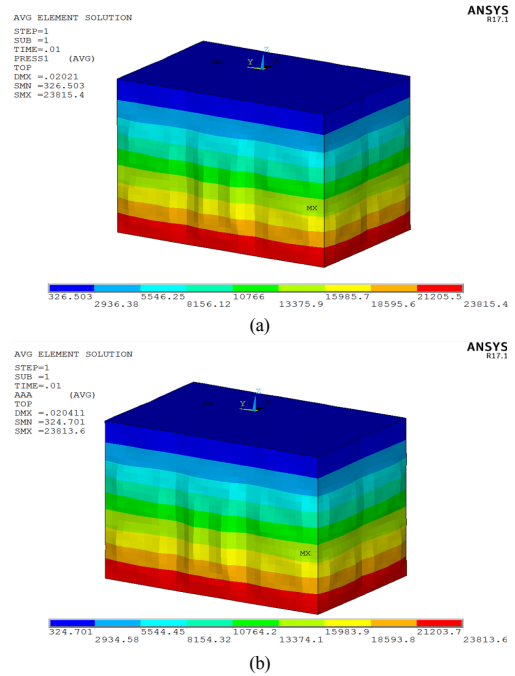 ANSYS
R17.1
AVG ELEMENT SOLUTION
STEP=1
SUB =1
TIME=.01
PRESS1 (AVG)
TOP
DMX =.02021
SMN =326.503
SMX =23815.4
Z
Y
MX
326.503 5546.25 10766 15985.7 21205.5
2936.38 8156.12 13375.9 18595.6 23815.4
(a)
ANSYS
R17.1
AVG ELEMENT SOLUTION
STEP=1
SUB =1
TIME=.01
AAA (AVG)
TOP
DMX =.020411
SMN =324.701
SMX =23813.6
Z
Y
MX
324.701 5544.45 10764.2 15983.9 21203.7
2934.58 8154.32 13374.1 18593.8 23813.6
(b)